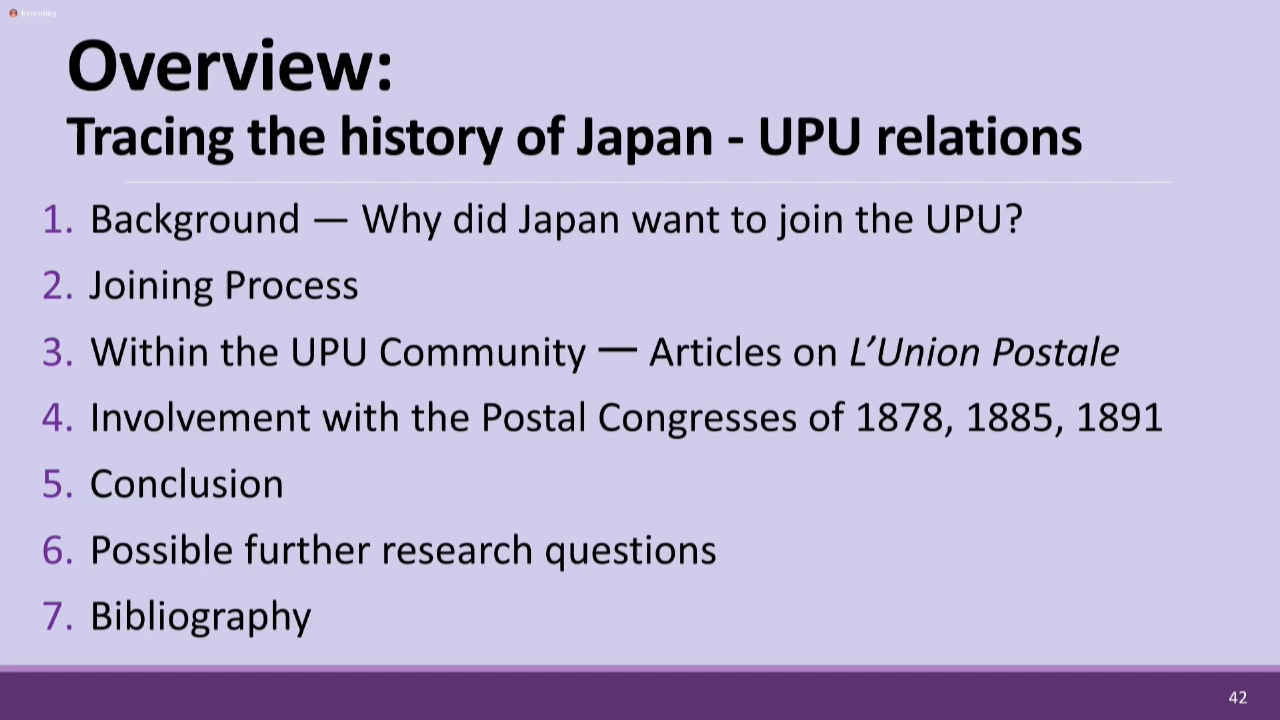 Recording
Overview:
Tracing the history of Japan - UPU relations
1. Background — Why did Japan want to join the UPU?
2. Joining Process
3. Within the UPU Community — Articles on L’Union Postale
4. Involvement with the Postal Congresses of 1878, 1885, 1891
5. Conclusion
6. Possible further research questions
7. Bibliography
42